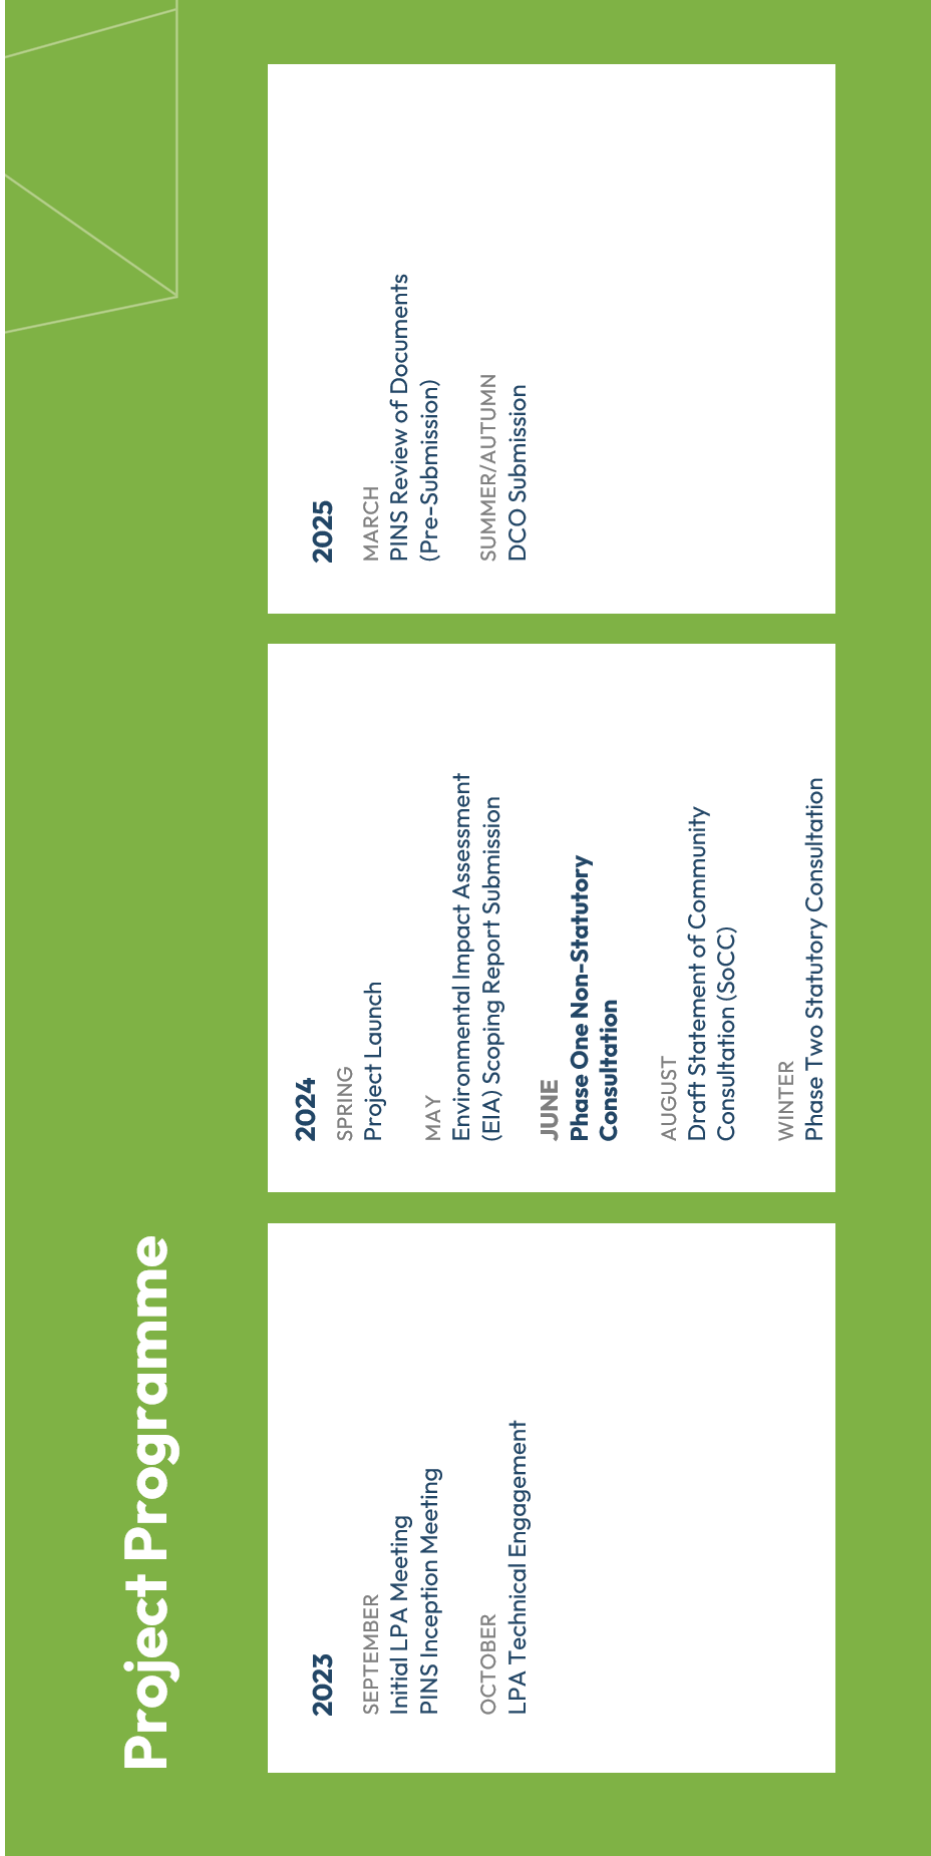 Project Programme
2023
SEPTEMBER
Initial LPA Meeting
PINS Inception Meeting
OCTOBER
LPA Technical Engagement
2024
SPRING
Project Launch
MAY
Environmental Impact Assessment
(EIA) Scoping Report Submission
JUNE
Phase One Non-Statutory
Consultation
AUGUST
Draft Statement of Community
Consultation (SoCC)
WINTER
Phase Two Statutory Consultation
2025
MARCH
PINS Review of Documents
(Pre-Submission)
SUMMER/AUTUMN
DCO Submission